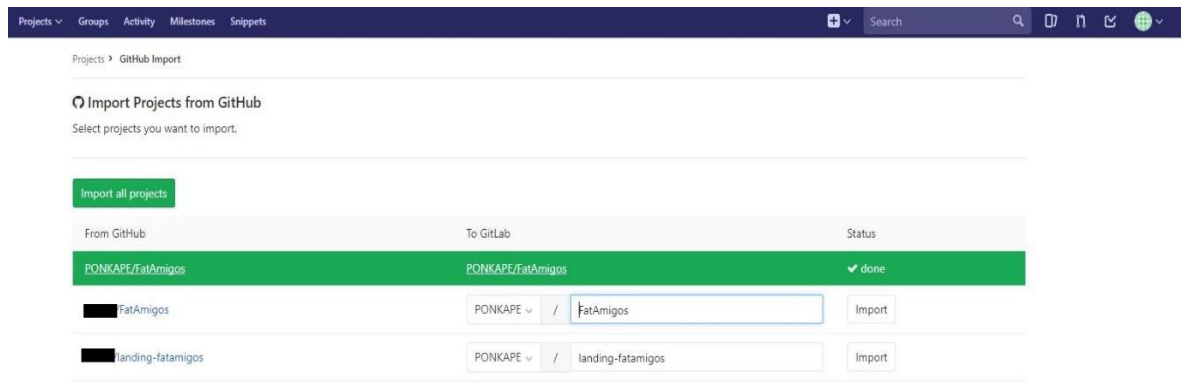 Projects Groups Activity Milestones Snippets Search
Projects > GitHub Import
Import Projects from GitHub
Select projects you want to import.
Import all projects
From GitHub To GitLab Status
PONKAPE/FatAmigos PONKAPE/FatAmigos ✔ done
/FatAmigos PONKAPE / FatAmigos Import
/landing-fatamigos PONKAPE / landing-fatamigos Import